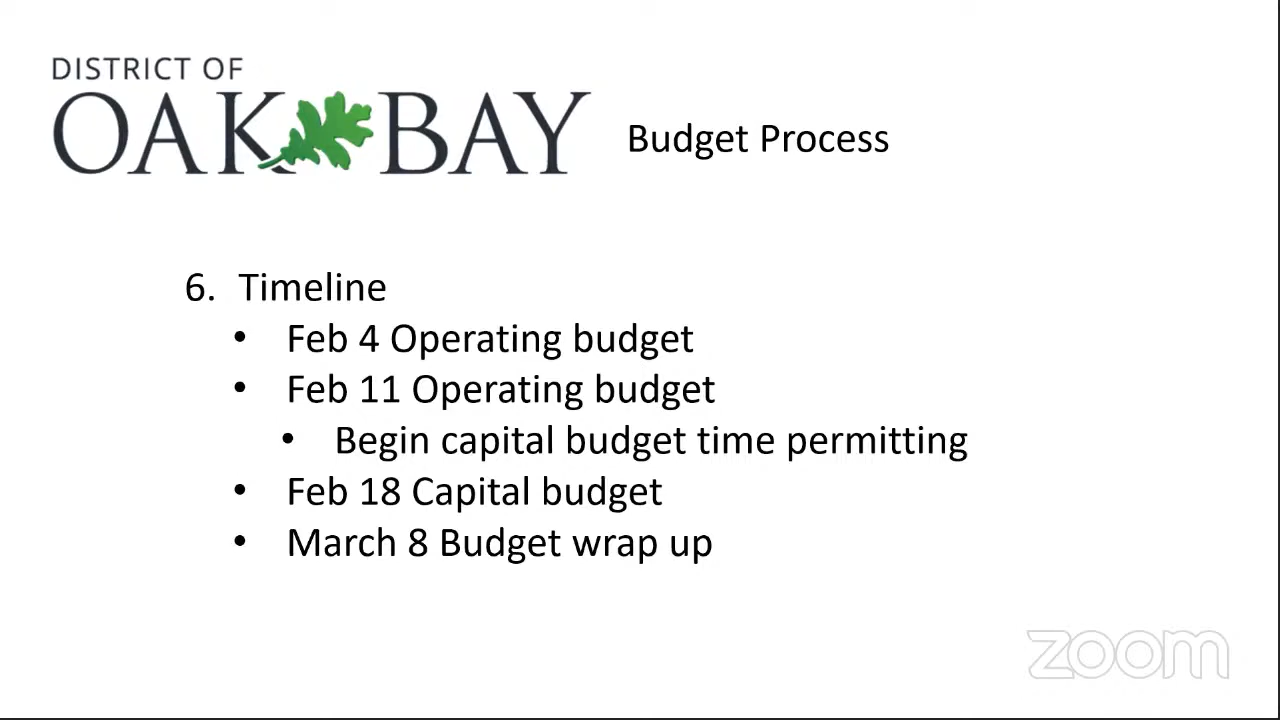 DISTRICT OF
OAK BAY
Budget Process
6. Timeline
• Feb 4 Operating budget
• Feb 11 Operating budget
• Begin capital budget time permitting
• Feb 18 Capital budget
• March 8 Budget wrap up
zoom